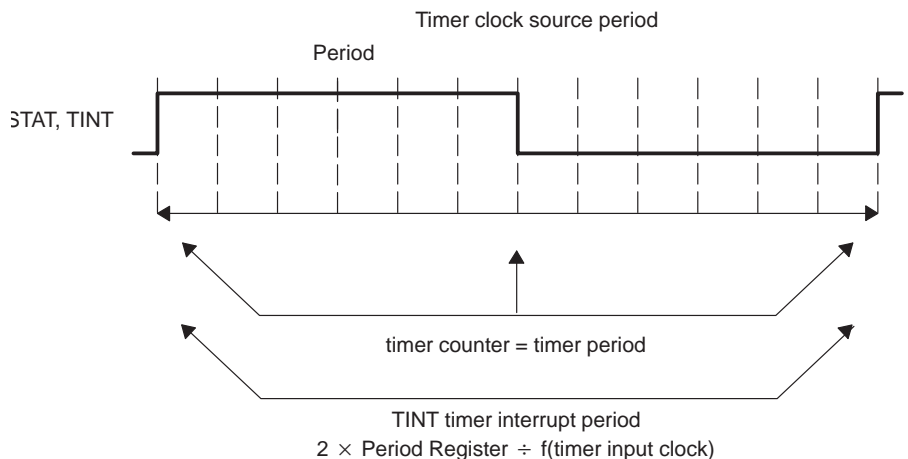 Timer clock source period
Period
STAT, TINT
timer counter = timer period
TINT timer interrupt period
2 × Period Register ÷ f(timer input clock)